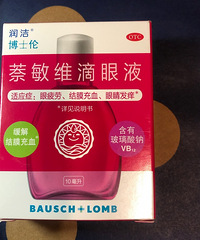 润洁®
博士伦
OTC
萘敏维滴眼液
适应症：眼疲劳、结膜充血、眼睛发痒*
*详见说明书
缓解
结膜充血*
含有
玻璃酸钠
VB₁₂
10毫升
BAUSCH + LOMB